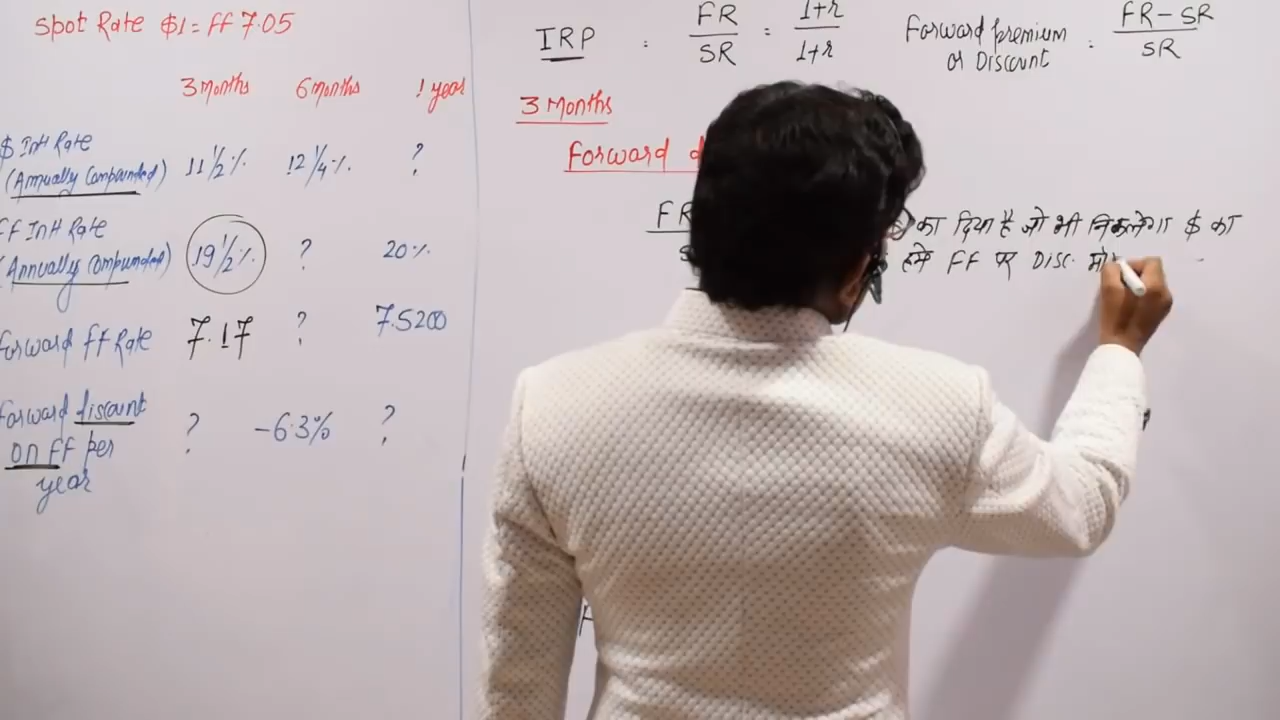 Spot Rate $1 = FF 7.05
3 Months 6 Months 1 year
$ Int Rate
(Annually Compounded) 11 1/2 % 12 1/4 % ?
FF Int Rate
(Annually Compounded) 19 1/2 % ? 20%
Forward FF Rate 7.17 ? 7.5200
Forward discount
on FF per
year ? -6.3% ?
IRP : FR/SR = 1+r/1+r
Forward premium
or Discount : FR-SR/SR
3 Months
Forward d
FR
का दिया है जो भी निकलेगा $ का
हमे FF पर Disc.